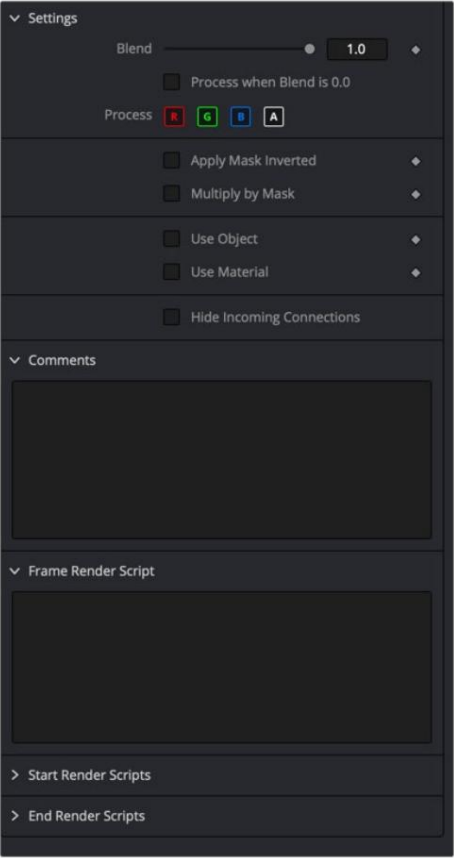 Settings
Blend 1.0
Process when Blend is 0.0
Process R G B A
Apply Mask Inverted
Multiply by Mask
Use Object
Use Material
Hide Incoming Connections
Comments
Frame Render Script
Start Render Scripts
End Render Scripts